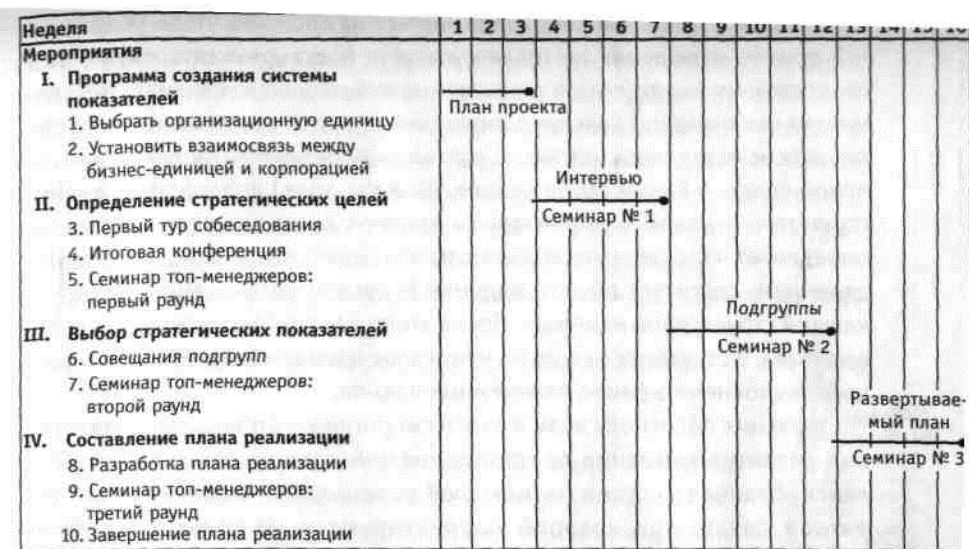 Неделя 1 2 3 4 5 6 7 8 9 10 11 12 13 14 15 16
Мероприятия
I. Программа создания системы
показателей
План проекта
1. Выбрать организационную единицу
2. Установить взаимосвязь между
бизнес-единицей и корпорацией
Интервью
II. Определение стратегических целей
Семинар № 1
3. Первый тур собеседования
4. Итоговая конференция
5. Семинар топ-менеджеров:
первый раунд
Подгруппы
III. Выбор стратегических показателей
Семинар № 2
6. Совещания подгрупп
7. Семинар топ-менеджеров:
второй раунд
Развертывае-
мый план
IV. Составление плана реализации
Семинар № 3
8. Разработка плана реализации
9. Семинар топ-менеджеров:
третий раунд
10. Завершение плана реализации